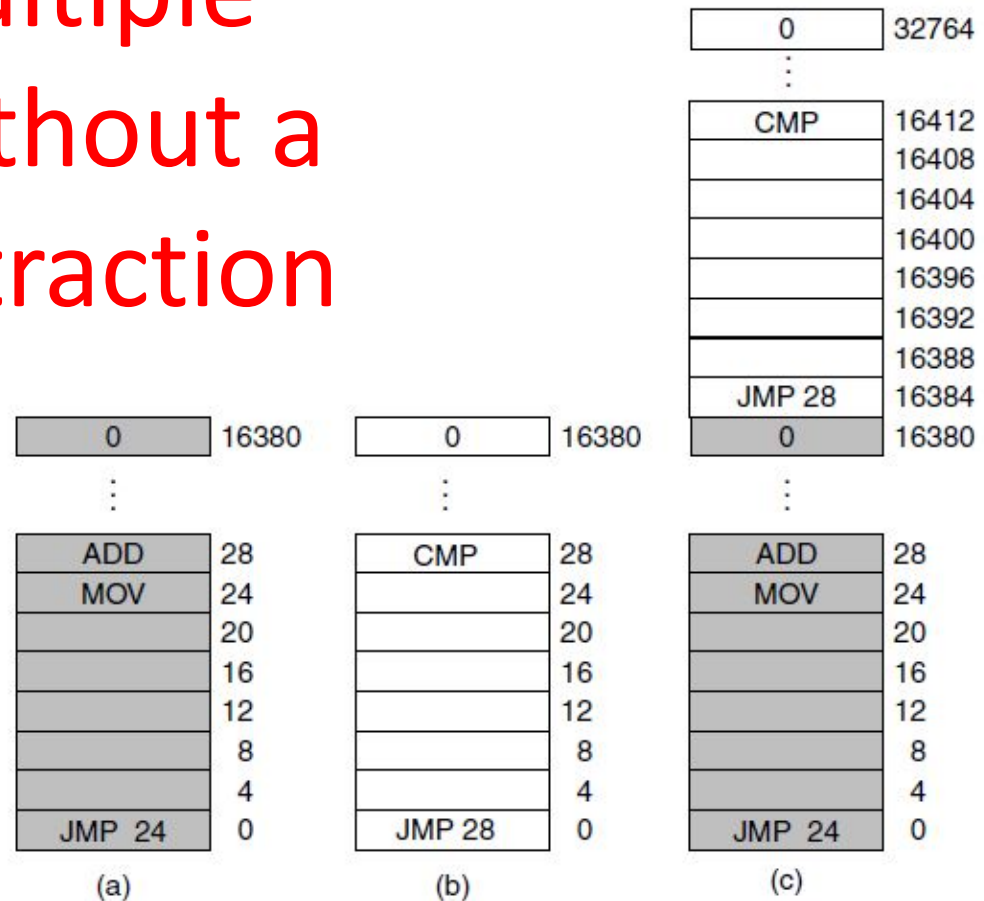 thout a
traction
0 32764
⋮
CMP 16412
16408
16404
16400
16396
16392
16388
JMP 28 16384
0 16380
⋮
ADD 28
MOV 24
20
16
12
8
4
JMP 24 0
(c)
0 16380
⋮
ADD 28
MOV 24
20
16
12
8
4
JMP 24 0
(a)
0 16380
⋮
CMP 28
24
20
16
12
8
4
JMP 28 0
(b)